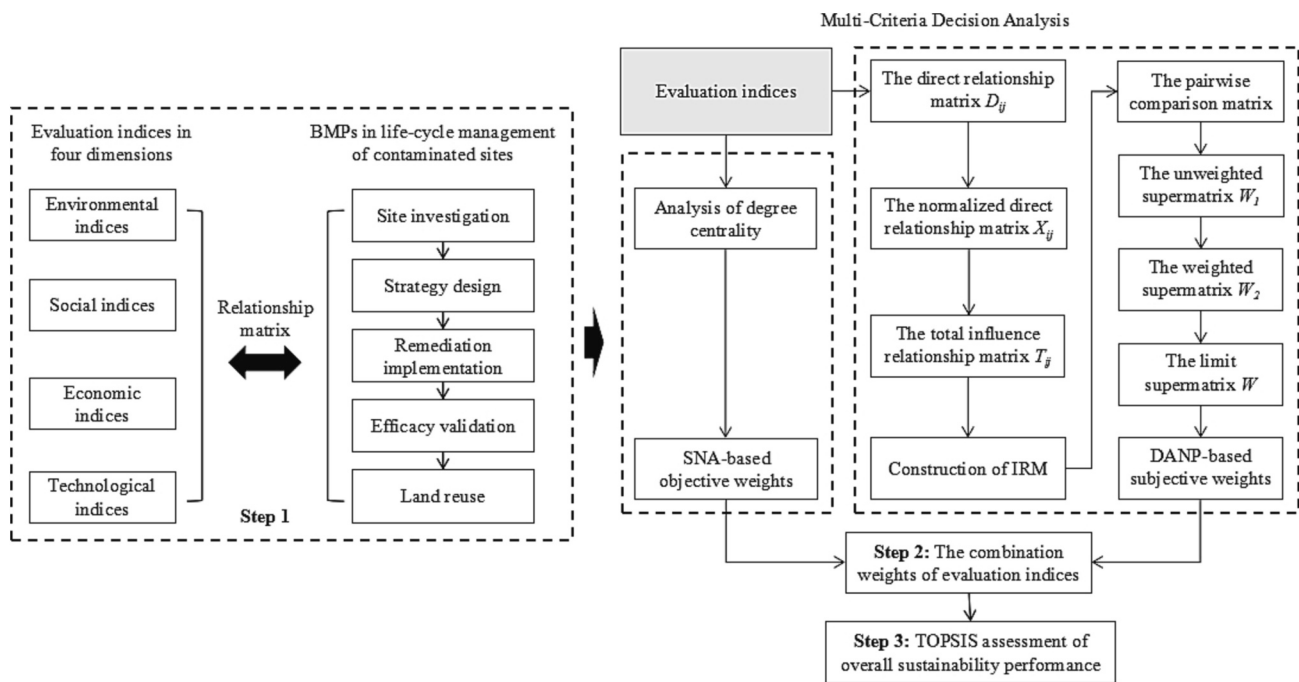 Multi-Criteria Decision Analysis
Evaluation indices in
four dimensions
Environmental
indices
Social indices
Economic
indices
Technological
indices
Relationship
matrix
Step 1
BMPs in life-cycle management
of contaminated sites
Site investigation
Strategy design
Remediation
implementation
Efficacy validation
Land reuse
Evaluation indices
Analysis of degree
centrality
SNA-based
objective weights
The direct relationship
matrix Dij
The normalized direct
relationship matrix Xij
The total influence
relationship matrix Tij
Construction of IRM
The pairwise
comparison matrix
The unweighted
supermatrix W1
The weighted
supermatrix W2
The limit
supermatrix W
DANP-based
subjective weights
Step 2: The combination
weights of evaluation indices
Step 3: TOPSIS assessment of
overall sustainability performance